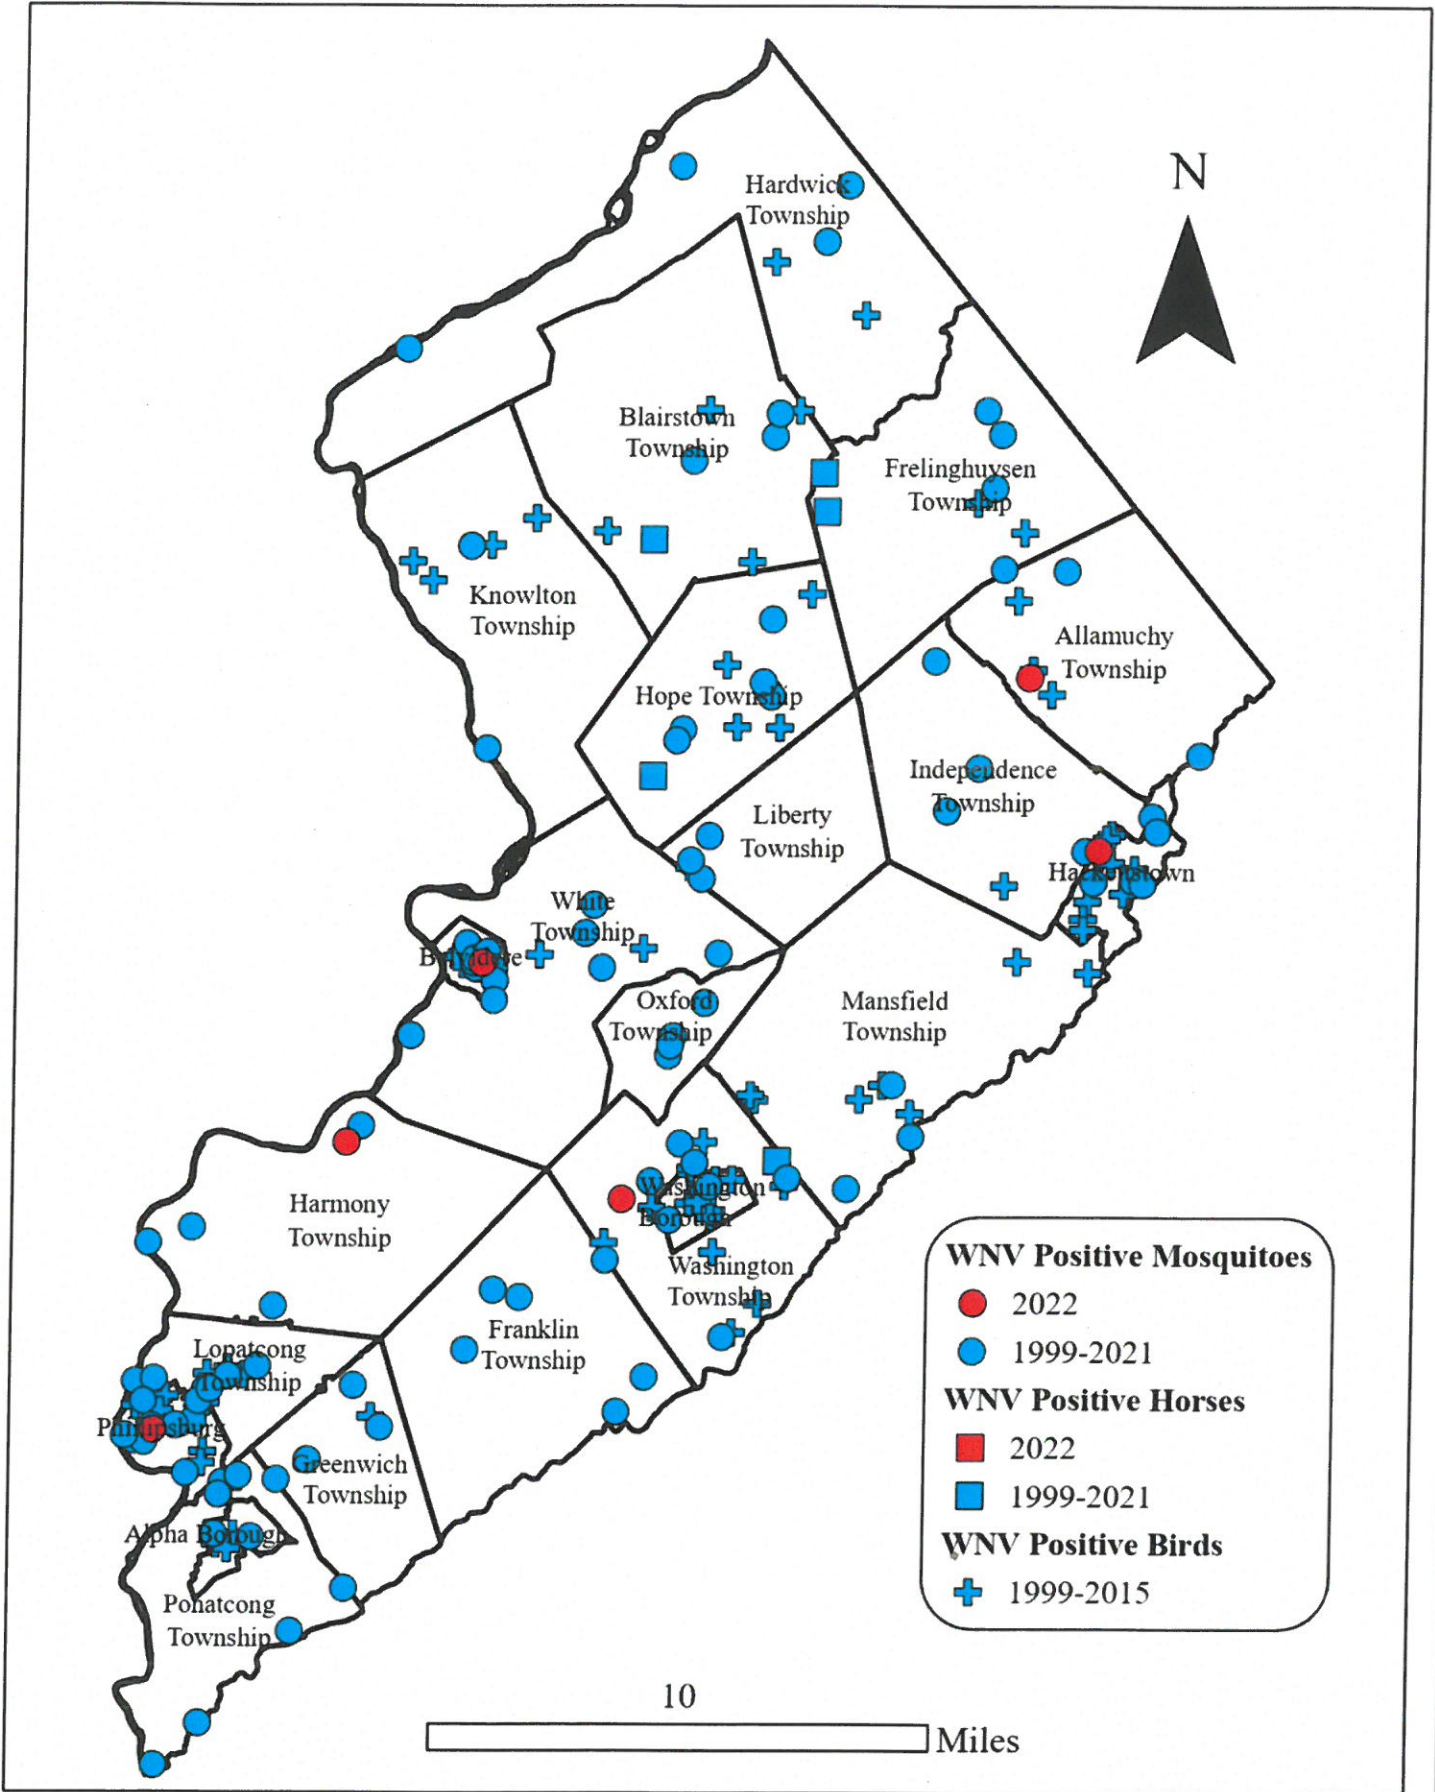 N
Hardwick
Township
Blairstown
Township
Frelinghuysen
Township
Knowlton
Township
Allamuchy
Township
Hope Township
Independence
Township
Liberty
Township
Hackettstown
White
Township
Belvidere
Oxford
Township
Mansfield
Township
Harmony
Township
Washington
Borough
Washington
Township
Franklin
Township
Lopatcong
Township
Phillipsburg
Greenwich
Township
Alpha Borough
Pohatcong
Township
WNV Positive Mosquitoes
2022
1999-2021
WNV Positive Horses
2022
1999-2021
WNV Positive Birds
1999-2015
10
Miles